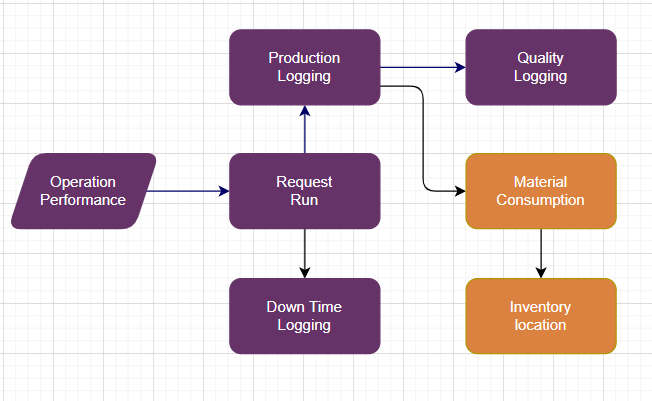 Production
Logging
Quality
Logging
Operation
Performance
Request
Run
Material
Consumption
Down Time
Logging
Inventory
location